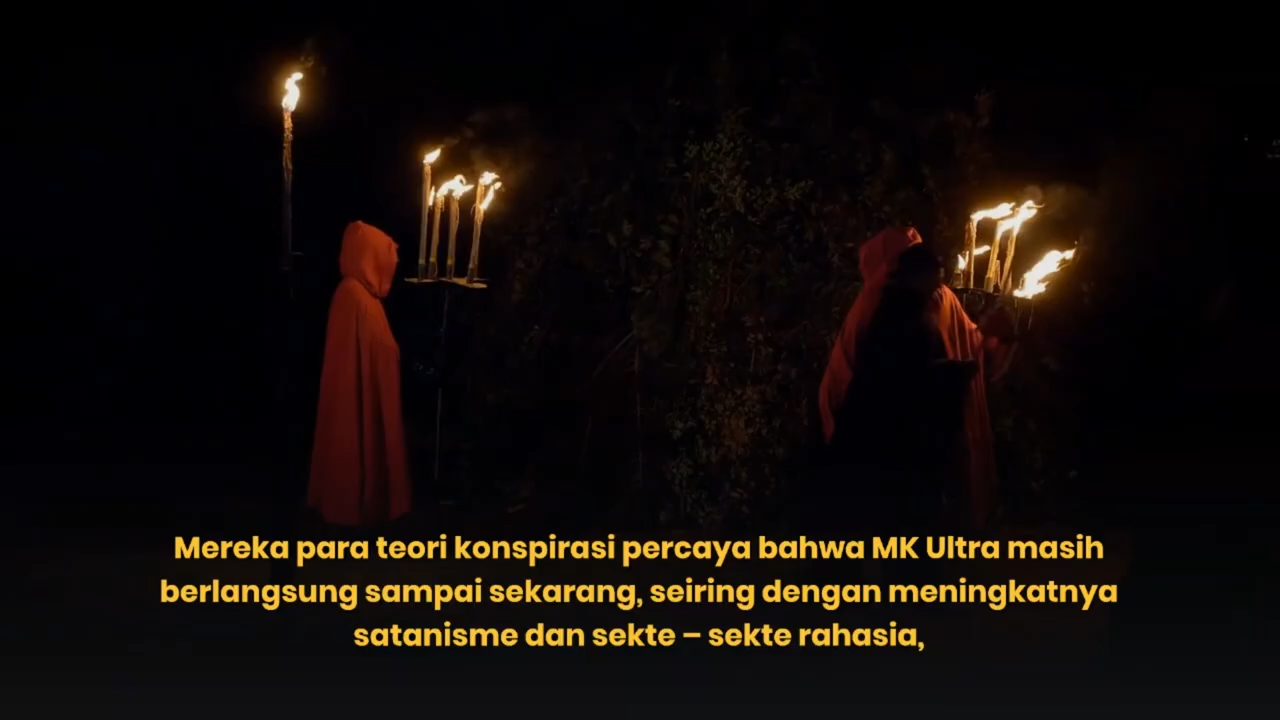 Mereka para teori konspirasi percaya bahwa MK Ultra masih
berlangsung sampai sekarang, seiring dengan meningkatnya
satanisme dan sekte – sekte rahasia,